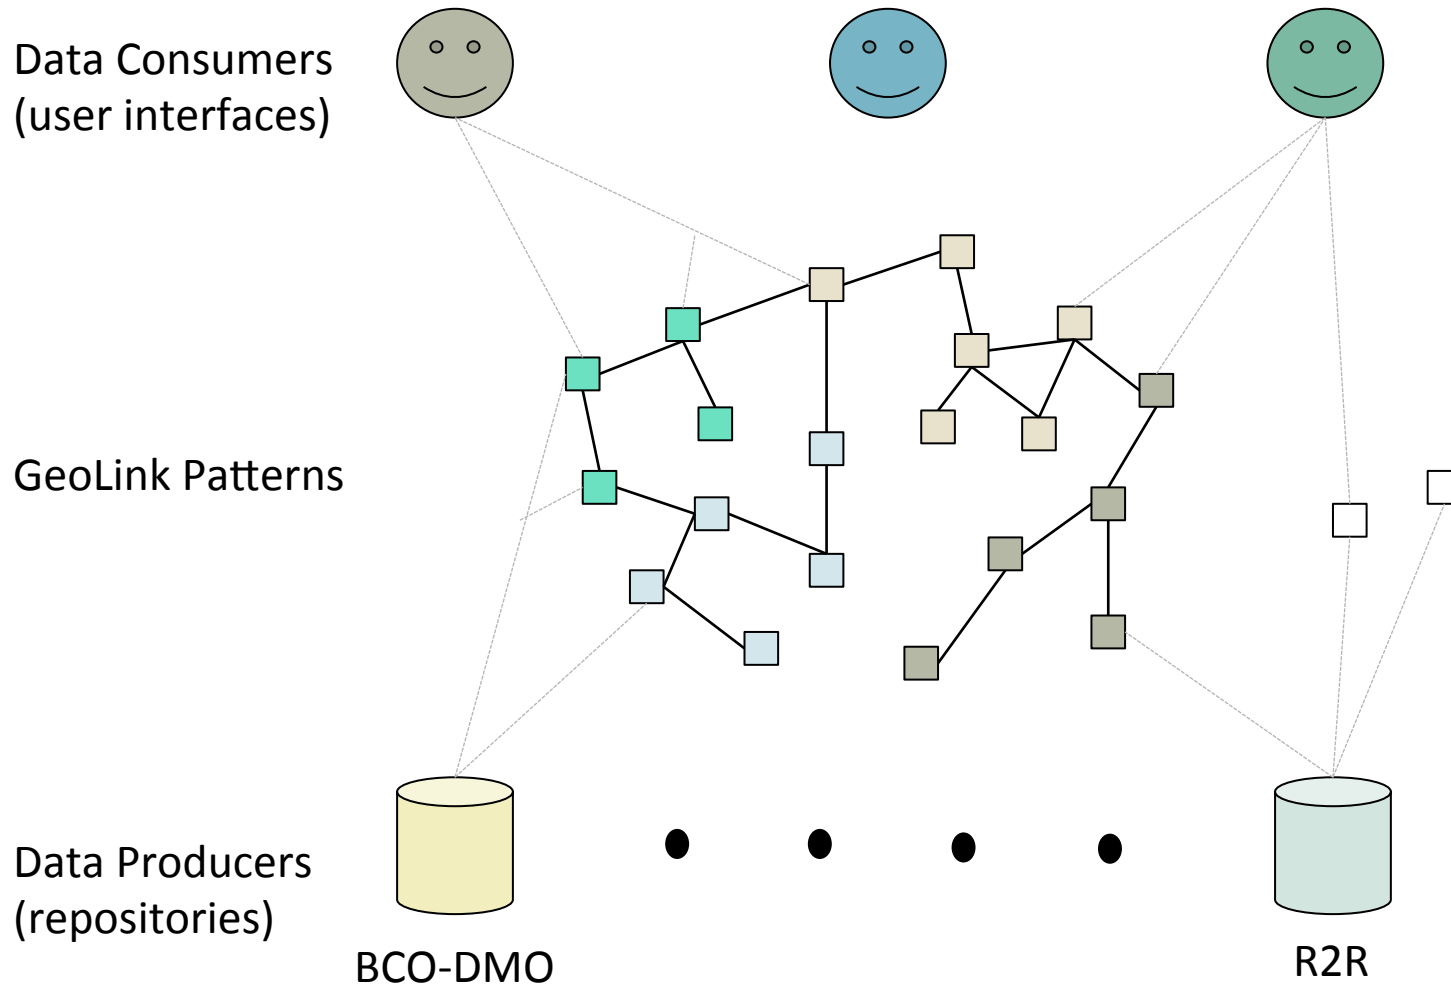 Data Consumers
(user interfaces)
GeoLink Patterns
Data Producers
(repositories)
BCO-DMO
R2R